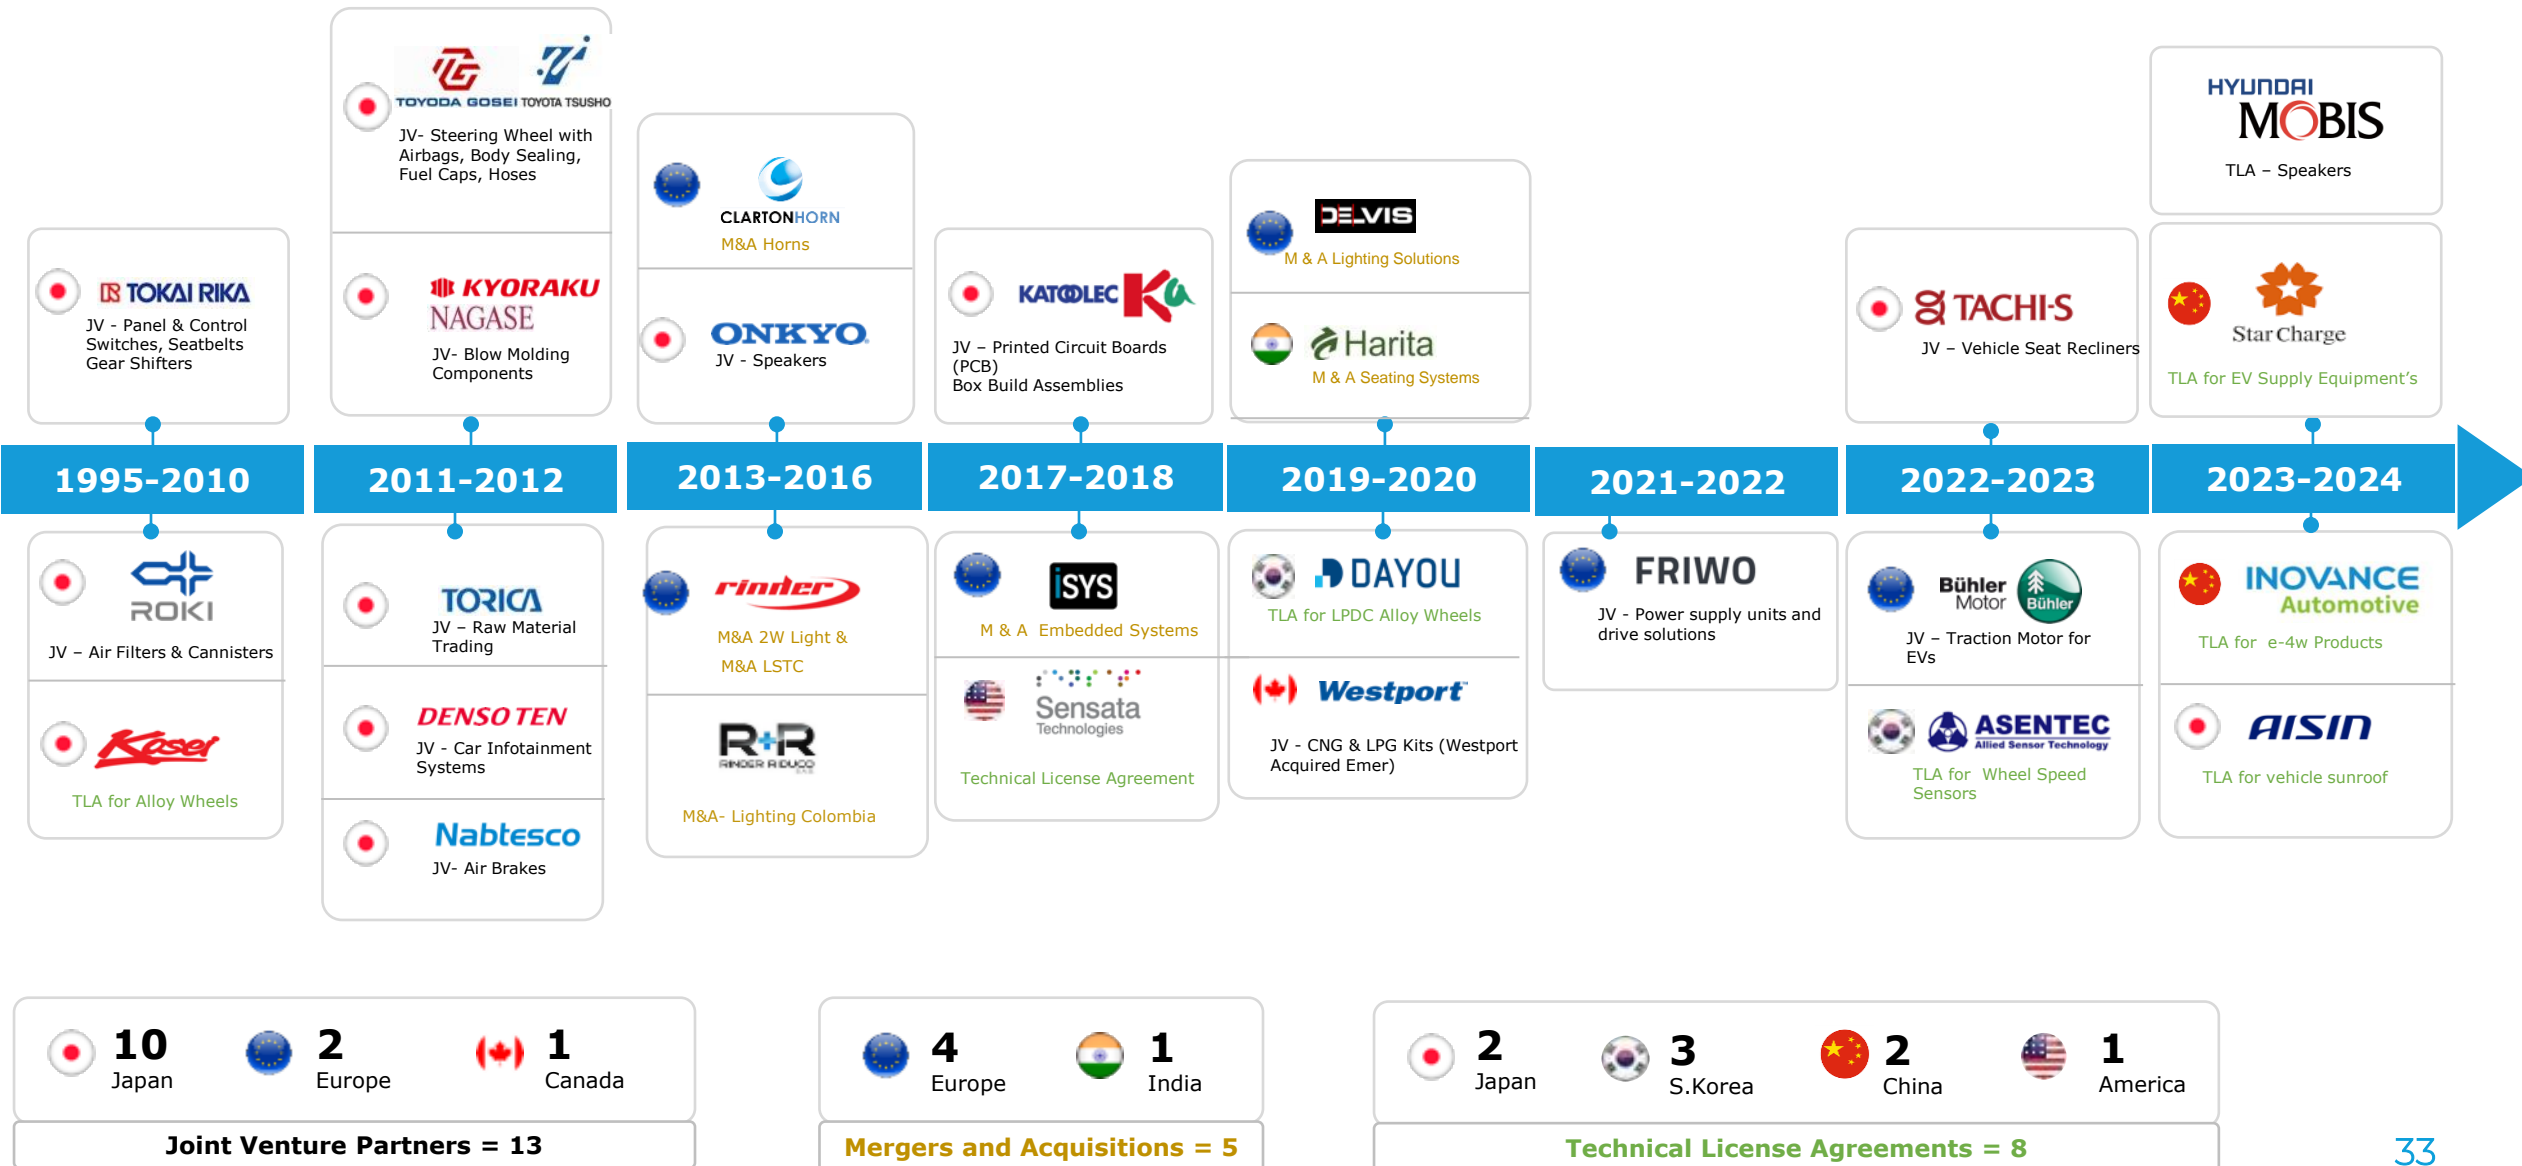 TG
TOYODA GOSEI
TOYOTA TSUSHO
JV- Steering Wheel with
Airbags, Body Sealing,
Fuel Caps, Hoses
KYORAKU
NAGASE
JV- Blow Molding
Components
TOKAI RIKA
JV - Panel & Control
Switches, Seatbelts
Gear Shifters
CLARTONHORN
M&A Horns
ONKYO
JV - Speakers
KATOLEC
Ka
JV – Printed Circuit Boards
(PCB)
Box Build Assemblies
DELVIS
M & A Lighting Solutions
Harita
M & A Seating Systems
TACHI-S
JV – Vehicle Seat Recliners
HYUNDAI
MOBIS
TLA – Speakers
Star Charge
TLA for EV Supply Equipment’s
1995-2010
2011-2012
2013-2016
2017-2018
2019-2020
2021-2022
2022-2023
2023-2024
ROKI
JV – Air Filters & Cannisters
Kosei
TLA for Alloy Wheels
TORICA
JV – Raw Material
Trading
DENSO TEN
JV - Car Infotainment
Systems
Nabtesco
JV- Air Brakes
rinder
M&A 2W Light &
M&A LSTC
R+R
RINDER RIDUCO
S.A.S
M&A- Lighting Colombia
iSYS
M & A  Embedded Systems
Sensata
Technologies
Technical License Agreement
DAYOU
TLA for LPDC Alloy Wheels
Westport™
JV - CNG & LPG Kits (Westport
Acquired Emer)
FRIWO
JV - Power supply units and
drive solutions
Bühler
Motor
Bühler
JV – Traction Motor for
EVs
ASENTEC
Allied Sensor Technology
TLA for  Wheel Speed
Sensors
INOVANCE
Automotive
TLA for  e-4w Products
AISIN
TLA for vehicle sunroof
10
Japan
2
Europe
1
Canada
Joint Venture Partners = 13
4
Europe
1
India
Mergers and Acquisitions = 5
2
Japan
3
S.Korea
2
China
1
America
Technical License Agreements = 8
33